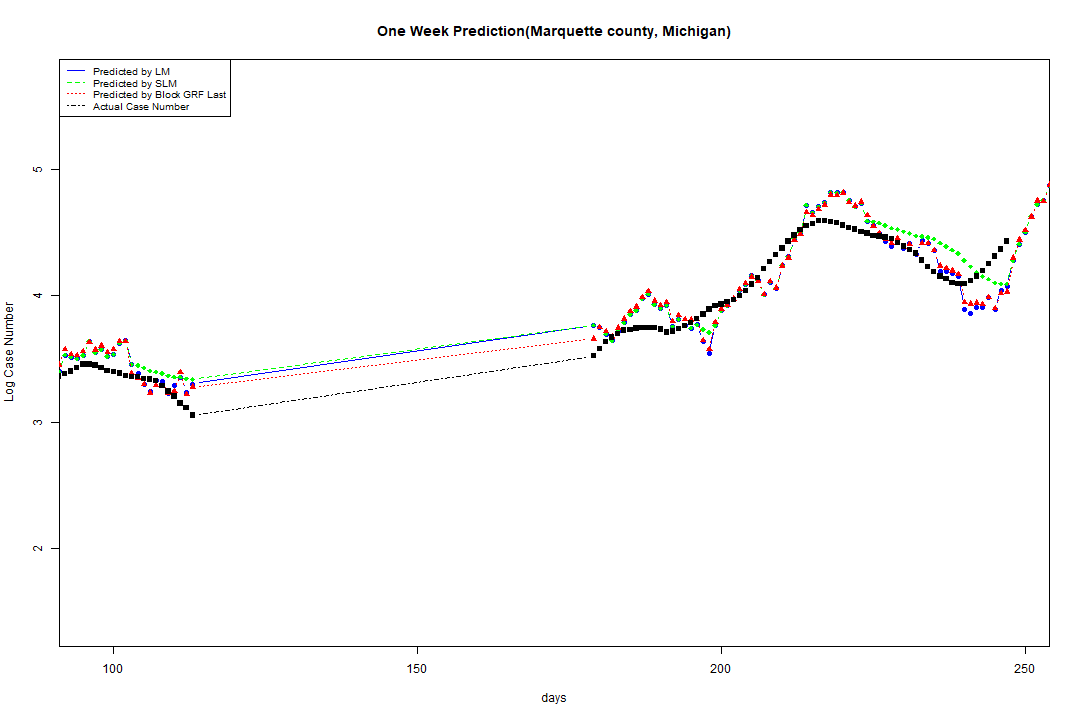 One Week Prediction(Marquette county, Michigan)
Predicted by LM
Predicted by SLM
Predicted by Block GRF Last
Actual Case Number
5
4
3
2
Log Case Number
100 150 200 250
days